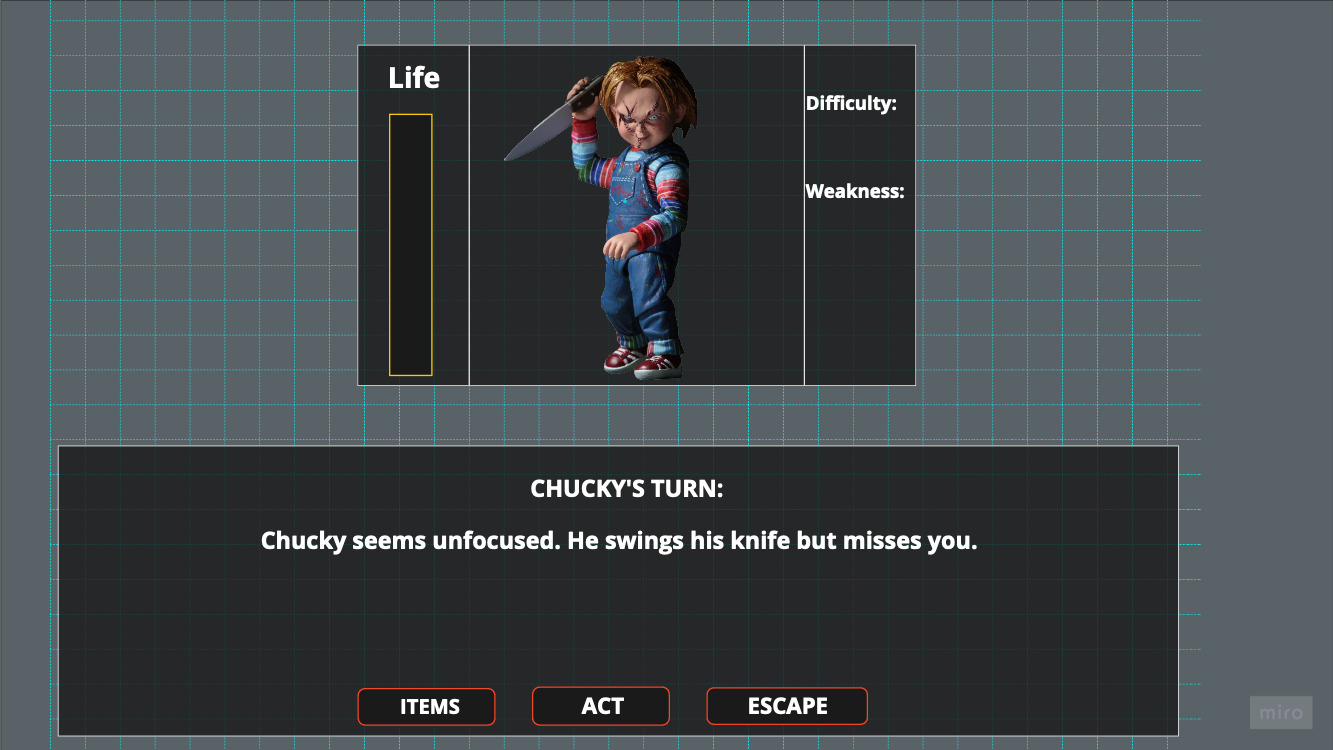 Life
Difficulty:
Weakness:
CHUCKY'S TURN:
Chucky seems unfocused. He swings his knife but misses you.
ITEMS
ACT
ESCAPE
miro